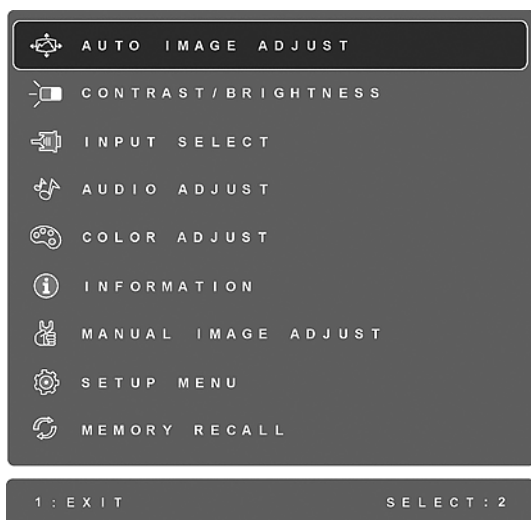 AUTO IMAGE ADJUST
CONTRAST/BRIGHTNESS
INPUT SELECT
AUDIO ADJUST
COLOR ADJUST
INFORMATION
MANUAL IMAGE ADJUST
SETUP MENU
MEMORY RECALL
1:EXIT SELECT:2